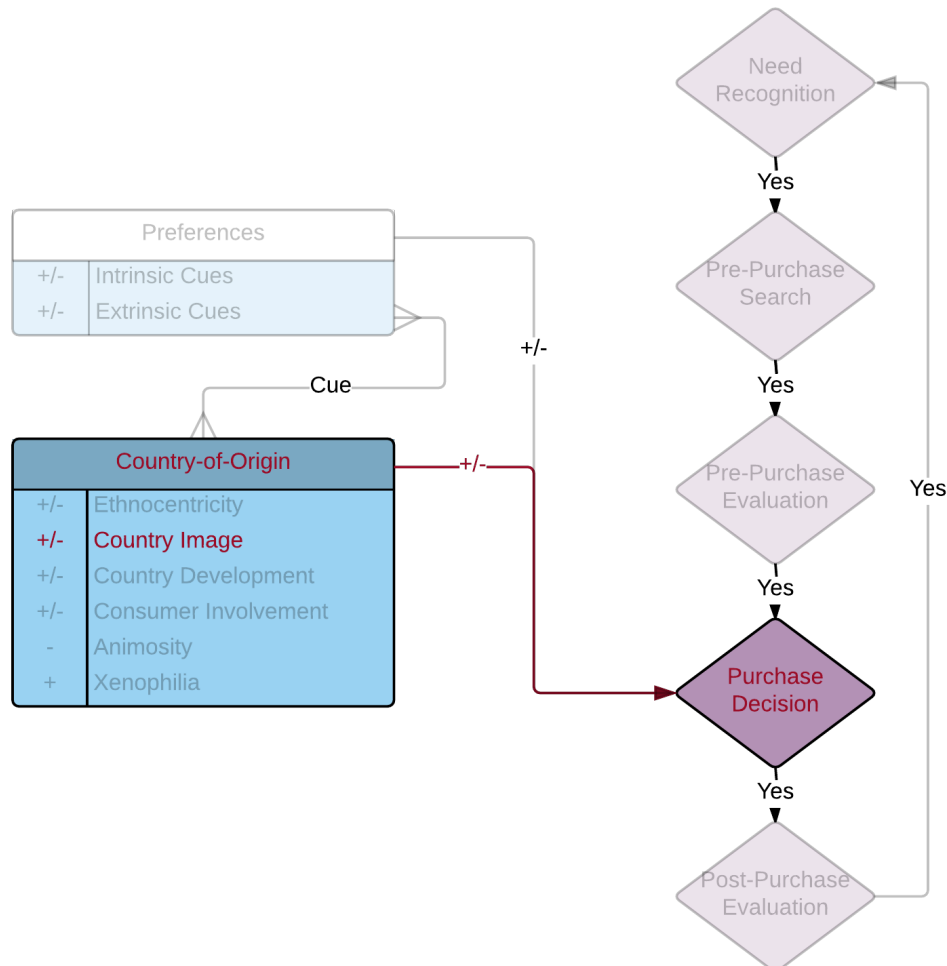 Need
Recognition
Yes
Preferences
+/- Intrinsic Cues
+/- Extrinsic Cues
Pre-Purchase
Search
+/-
Cue
Yes
Country-of-Origin
+/-
+/- Ethnocentricity
+/- Country Image
+/- Country Development
+/- Consumer Involvement
- Animosity
+ Xenophilia
Pre-Purchase
Evaluation
Yes
Yes
Purchase
Decision
Yes
Post-Purchase
Evaluation